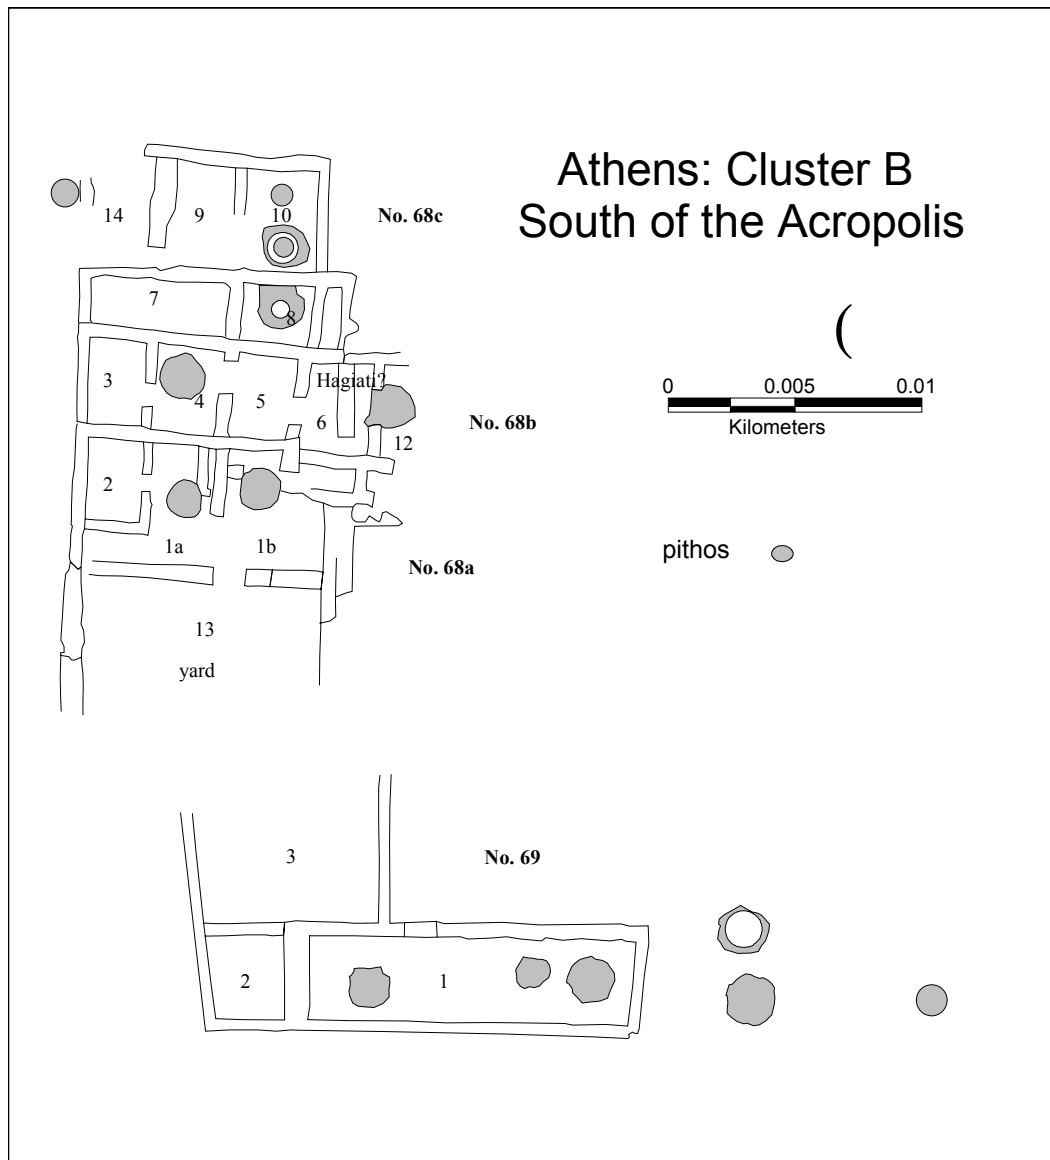 Athens: Cluster B
South of the Acropolis
14
9
10
No. 68c
7
8
(
0 0.005 0.01
Kilometers
3
4
5
Hagiati?
6
12
No. 68b
2
1a
1b
No. 68a
pithos
13
yard
3
No. 69
2
1